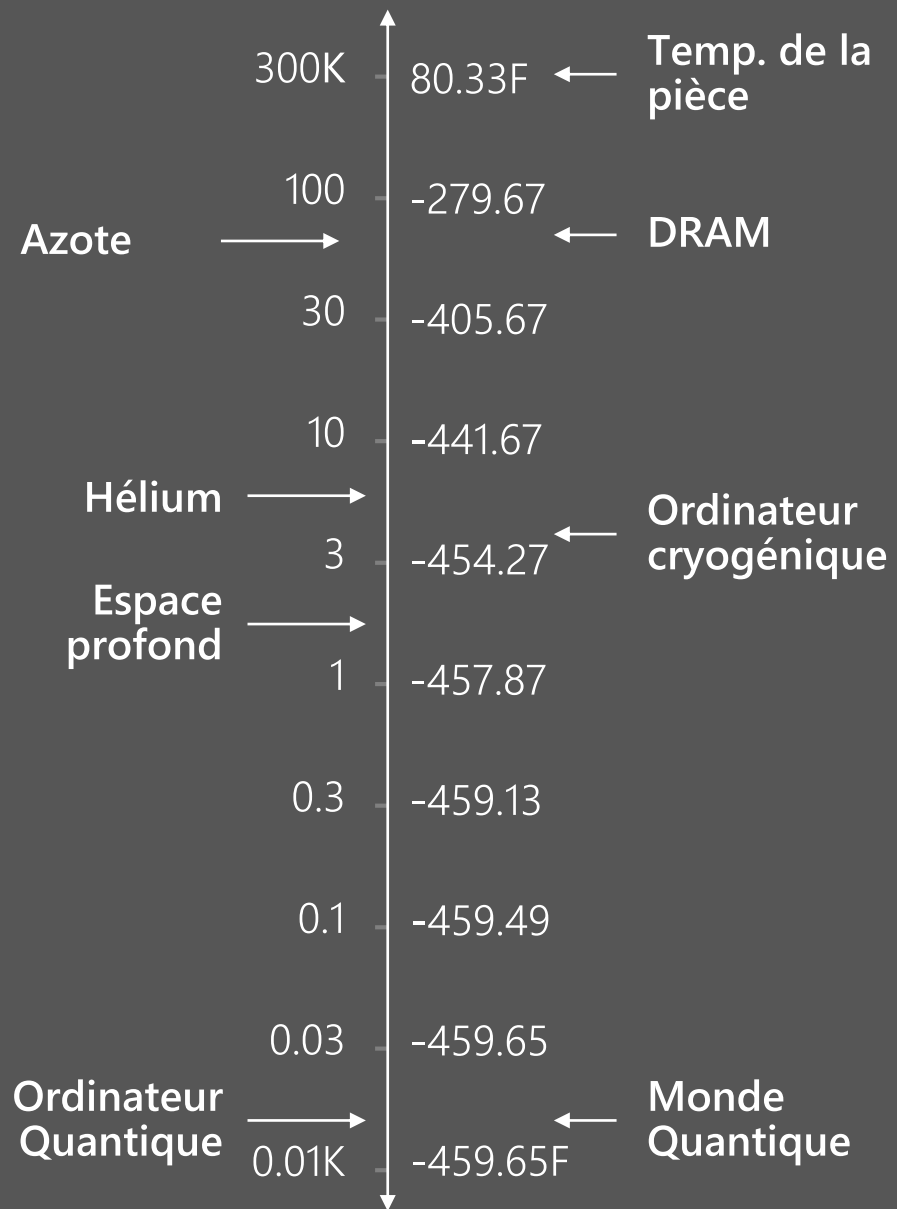 300K
80.33F
Temp. de la
pièce
100
-279.67
Azote
DRAM
30
-405.67
10
-441.67
Hélium
Ordinateur
cryogénique
3
-454.27
Espace
profond
1
-457.87
0.3
-459.13
0.1
-459.49
0.03
-459.65
Ordinateur
Quantique
Monde
Quantique
0.01K
-459.65F